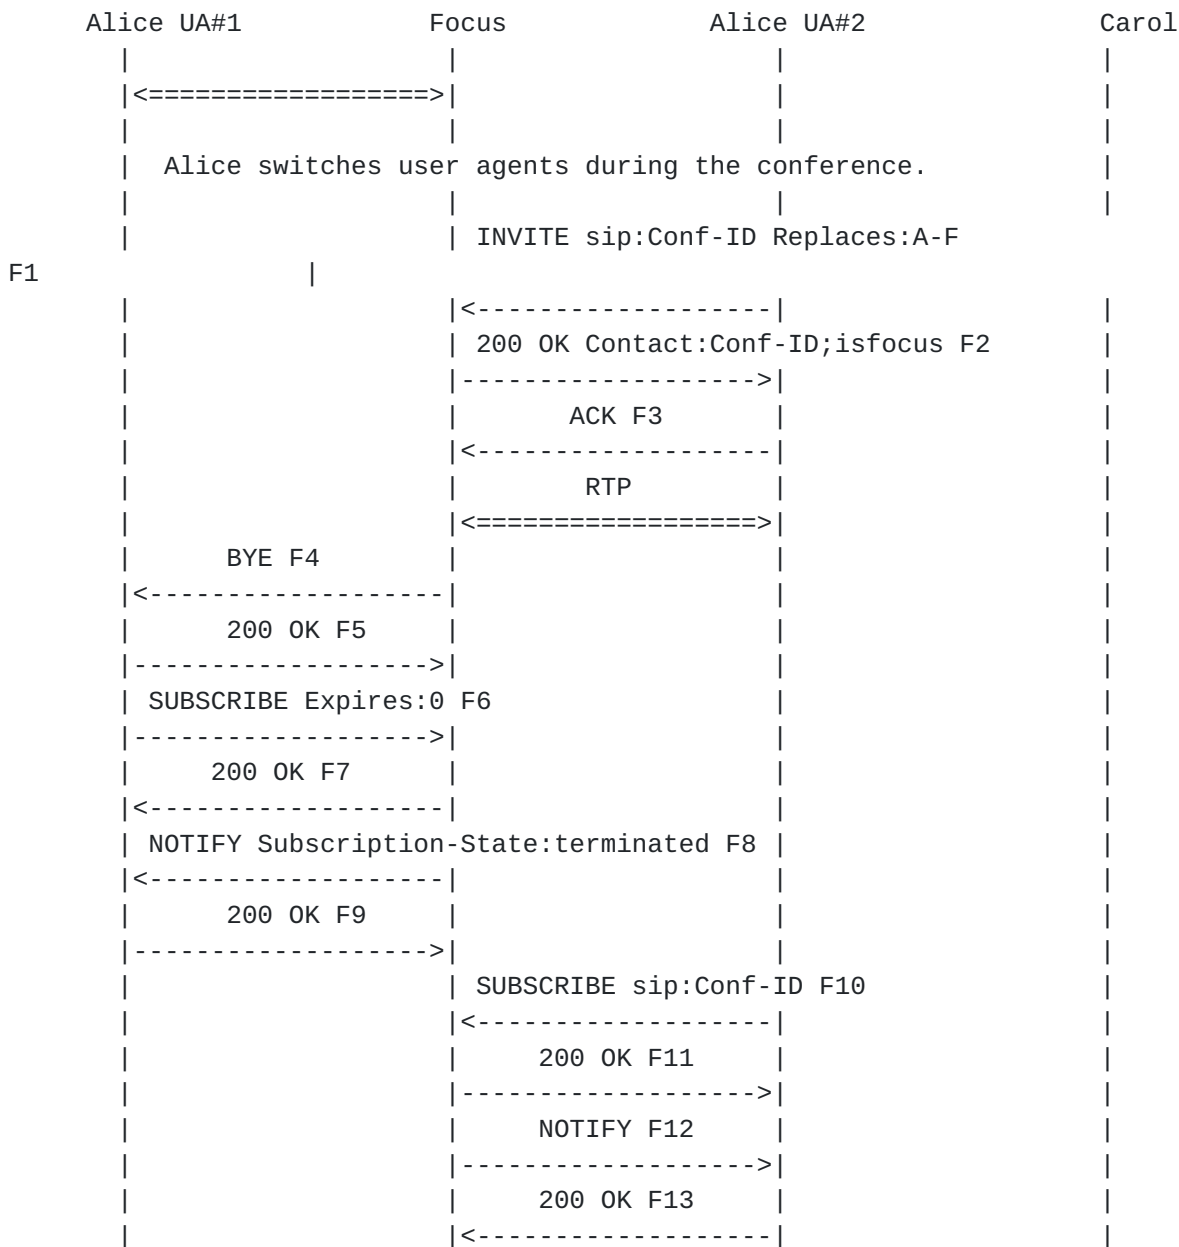 Alice UA#1            Focus             Alice UA#2               Carol
       |                    |                    |                    |
       |<==================>|                    |                    |
       |                    |                    |                    |
       |  Alice switches user agents during the conference.           |
       |                    |                    |                    |
       |                    | INVITE sip:Conf-ID Replaces:A-F
F1                 |
       |                    |<-------------------|                    |
       |                    | 200 OK Contact:Conf-ID;isfocus F2       |
       |                    |------------------->|                    |
       |                    |       ACK F3       |                    |
       |                    |<-------------------|                    |
       |                    |        RTP         |                    |
       |                    |<==================>|                    |
       |      BYE F4        |                    |                    |
       |<-------------------|                    |                    |
       |      200 OK F5     |                    |                    |
       |------------------->|                    |                    |
       | SUBSCRIBE Expires:0 F6                  |                    |
       |------------------->|                    |                    |
       |     200 OK F7      |                    |                    |
       |<-------------------|                    |                    |
       | NOTIFY Subscription-State:terminated F8 |                    |
       |<-------------------|                    |                    |
       |      200 OK F9     |                    |                    |
       |------------------->|                    |                    |
       |                    | SUBSCRIBE sip:Conf-ID F10               |
       |                    |<-------------------|                    |
       |                    |     200 OK F11     |                    |
       |                    |------------------->|                    |
       |                    |     NOTIFY F12     |                    |
       |                    |------------------->|                    |
       |                    |     200 OK F13     |                    |
       |                    |<-------------------|                    |